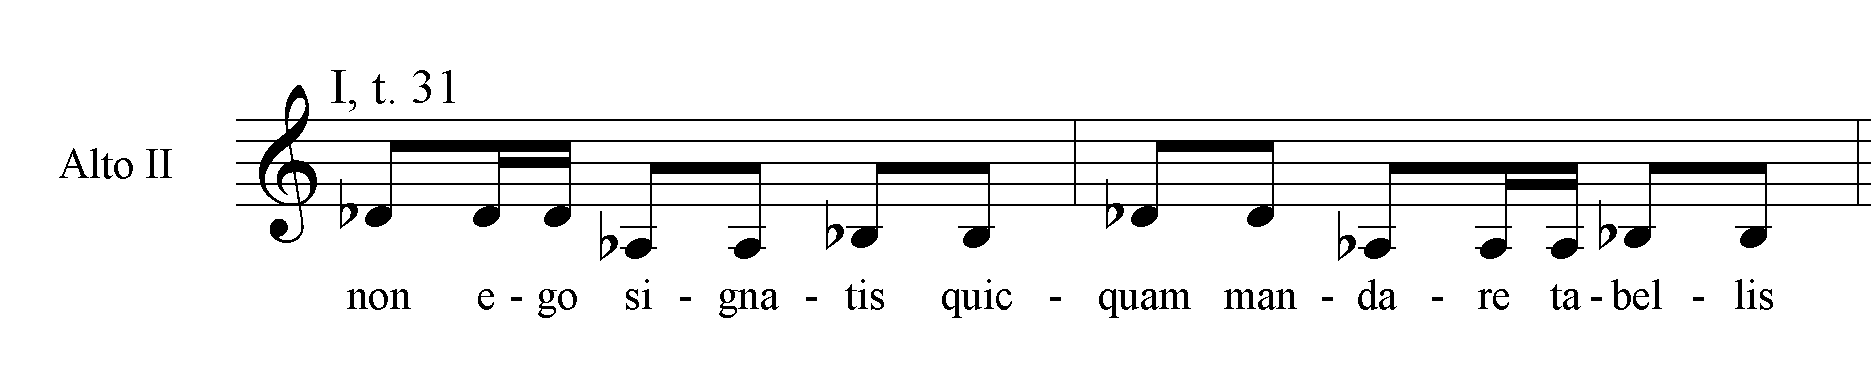 I, t. 31
Alto II
non e - go si - gna - tis quic - quam man - da - re ta - bel - lis